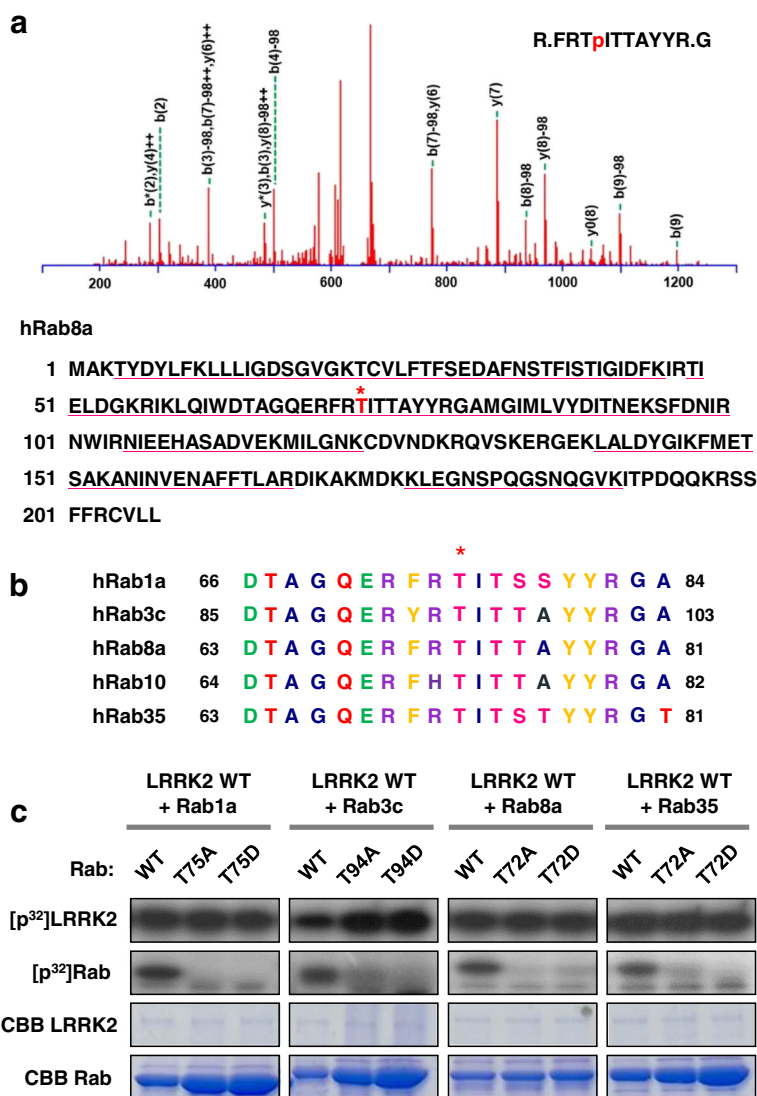 a
R.FRTpITTAYYR.G
b*(2),y(4)++
b(2)
b(3)-98,b(7)-98++,y(6)++
y*(3),b(3),y(8)-98++
b(4)-98
b(7)-98,y(6)
y(7)
b(8)-98
y(8)-98
y0(8)
b(9)-98
b(9)
200 400 600 800 1000 1200
hRab8a
1 MAKTYDYLFKLLLIGDSGVGKTCVLFTFSEDAFNSTFISTIGIDFKIRTI
*
51 ELDGKRIKLQIWDTAGQERFRTITTAYYRGAMGIMLVYDITNEKSFDNIR
101 NWIRNIEEHASADVEKMILGNKCDVNDKRQVSKERGEKLALDYGIKFMET
151 SAKANINVENAFFTLARDIKAKMDKKLEGNSPQGSNQGVKITPDQQKRSS
201 FFRCVLL
*
b
hRab1a 66 D T A G Q E R F R T I T S S Y Y R G A 84
hRab3c 85 D T A G Q E R Y R T I T T A Y Y R G A 103
hRab8a 63 D T A G Q E R F R T I T T A Y Y R G A 81
hRab10 64 D T A G Q E R F H T I T T A Y Y R G A 82
hRab35 63 D T A G Q E R F R T I T S T Y Y R G T 81
c
LRRK2 WT + Rab1a
LRRK2 WT + Rab3c
LRRK2 WT + Rab8a
LRRK2 WT + Rab35
Rab: WT T75A T75D WT T94A T94D WT T72A T72D WT T72A T72D
[p³²]LRRK2
[p³²]Rab
CBB LRRK2
CBB Rab